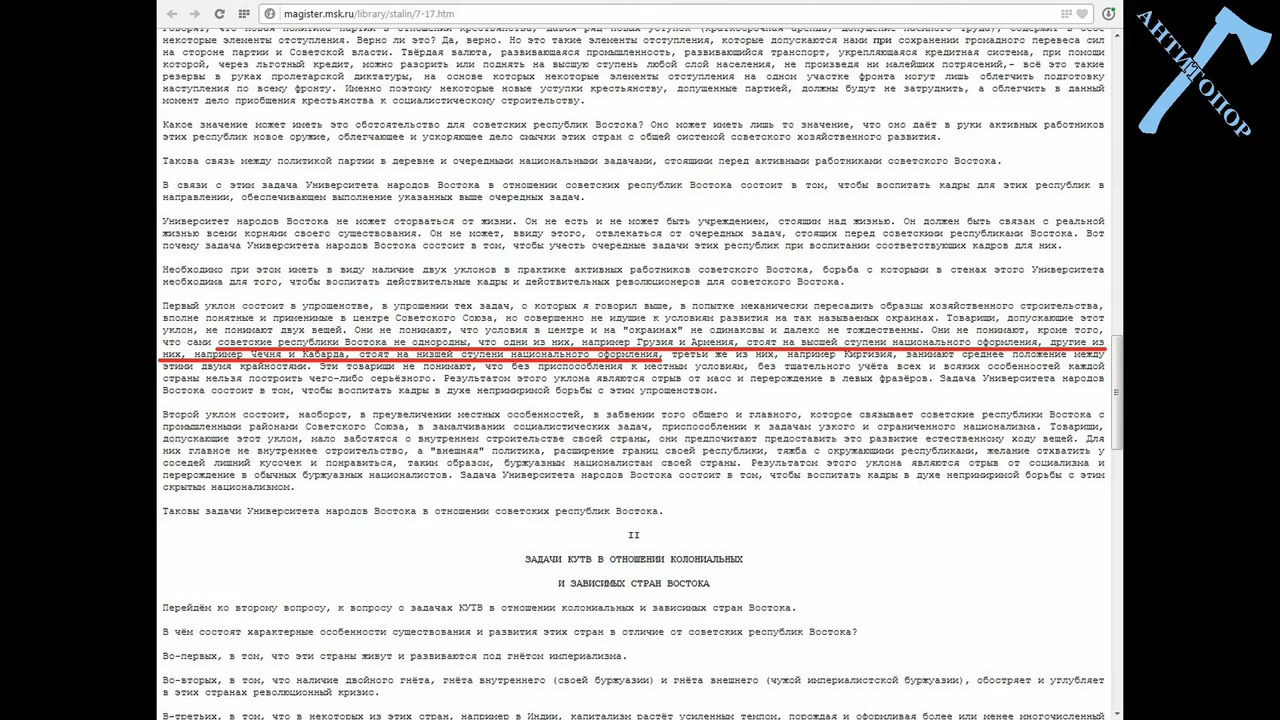 magister.msk.ru/library/stalin/7-17.htm
АНТИТОПОР
некоторые элементы отступления. Верно ли это? Да, верно. Но это такие элементы отступления, которые допускаются нами при сохранении громадного перевеса сил
на стороне партии и Советской власти. Твёрдая валюта, развивающаяся промышленность, развивающийся транспорт, укрепляющаяся кредитная система, при помощи
которой, через льготный кредит, можно разорить или поднять на высшую ступень любой слой населения, не произведя ни малейших потрясений,- всё это такие
резервы в руках пролетарской диктатуры, на основе которых некоторые элементы отступления на одном участке фронта могут лишь облегчить подготовку
наступления по всему фронту. Именно поэтому некоторые новые уступки крестьянству, допущенные партией, должны будут не затруднить, а облегчить в данный
момент дело приобщения крестьянства к социалистическому строительству.
Какое значение может иметь это обстоятельство для советских республик Востока? Оно может иметь лишь то значение, что оно даёт в руки активных работников
этих республик новое оружие, облегчающее и ускоряющее дело смычки этих стран с общей системой советского хозяйственного развития.
Такова связь между политикой партии в деревне и очередными национальными задачами, стоящими перед активными работниками советского Востока.
В связи с этим задача Университета народов Востока в отношении советских республик Востока состоит в том, чтобы воспитать кадры для этих республик в
направлении, обеспечивающем выполнение указанных выше очередных задач.
Университет народов Востока не может оторваться от жизни. Он не есть и не может быть учреждением, стоящим над жизнью. Он должен быть связан с реальной
жизнью всеми корнями своего существования. Он не может, ввиду этого, отвлекаться от очередных задач, стоящих перед советскими республиками Востока. Вот
почему задача Университета народов Востока состоит в том, чтобы учесть очередные задачи этих республик при воспитании соответствующих кадров для них.
Необходимо при этом иметь в виду наличие двух уклонов в практике активных работников советского Востока, борьба с которыми в стенах этого Университета
необходима для того, чтобы воспитать действительные кадры и действительных революционеров для советского Востока.
Первый уклон состоит в упрощенстве, в упрощении тех задач, о которых я говорил выше, в попытке механически пересадить образцы хозяйственного строительства,
вполне понятные и применимые в центре Советского Союза, но совершенно не идущие к условиям развития на так называемых окраинах. Товарищи, допускающие этот
уклон, не понимают двух вещей. Они не понимают, что условия в центре и на "окраинах" не одинаковы и далеко не тождественны. Они не понимают, кроме того,
что сами советские республики Востока не однородны, что одни из них, например Грузия и Армения, стоят на высшей ступени национального оформления, другие из
них, например Чечня и Кабарда, стоят на низшей ступени национального оформления, третьи же из них, например Киргизия, занимают среднее положение между
этими двумя крайностями. Эти товарищи не понимают, что без приспособления к местным условиям, без тщательного учёта всех и всяких особенностей каждой
страны нельзя построить чего-либо серьёзного. Результатом этого уклона являются отрыв от масс и перерождение в левых фразёров. Задача Университета народов
Востока состоит в том, чтобы воспитать кадры в духе непримиримой борьбы с этим упрощенством.
Второй уклон состоит, наоборот, в преувеличении местных особенностей, в забвении того общего и главного, которое связывает советские республики Востока с
промышленными районами Советского Союза, в замалчивании социалистических задач, приспособлении к задачам узкого и ограниченного национализма. Товарищи,
допускающие этот уклон, мало заботятся о внутреннем строительстве своей страны, они предпочитают предоставить это развитие естественному ходу вещей. Для
них главное не внутреннее строительство, а "внешняя" политика, расширение границ своей республики, тяжба с окружающими республиками, желание отхватить у
соседей лишний кусочек и понравиться, таким образом, буржуазным националистам своей страны. Результатом этого уклона являются отрыв от социализма и
перерождение в обычных буржуазных националистов. Задача Университета народов Востока состоит в том, чтобы воспитать кадры в духе непримиримой борьбы с этим
скрытым национализмом.
Таковы задачи Университета народов Востока в отношении советских республик Востока.
II
ЗАДАЧИ КУТВ В ОТНОШЕНИИ КОЛОНИАЛЬНЫХ
И ЗАВИСИМЫХ СТРАН ВОСТОКА
Перейдём ко второму вопросу, к вопросу о задачах КУТВ в отношении колониальных и зависимых стран Востока.
В чём состоят характерные особенности существования и развития этих стран в отличие от советских республик Востока?
Во-первых, в том, что эти страны живут и развиваются под гнётом империализма.
Во-вторых, в том, что наличие двойного гнёта, гнёта внутреннего (своей буржуазии) и гнёта внешнего (чужой империалистской буржуазии), обостряет и углубляет
в этих странах революционный кризис.
В-третьих, в том, что в некоторых из этих стран, например в Индии, капитализм растёт усиленным темпом, порождая и оформливая более или менее многочисленный